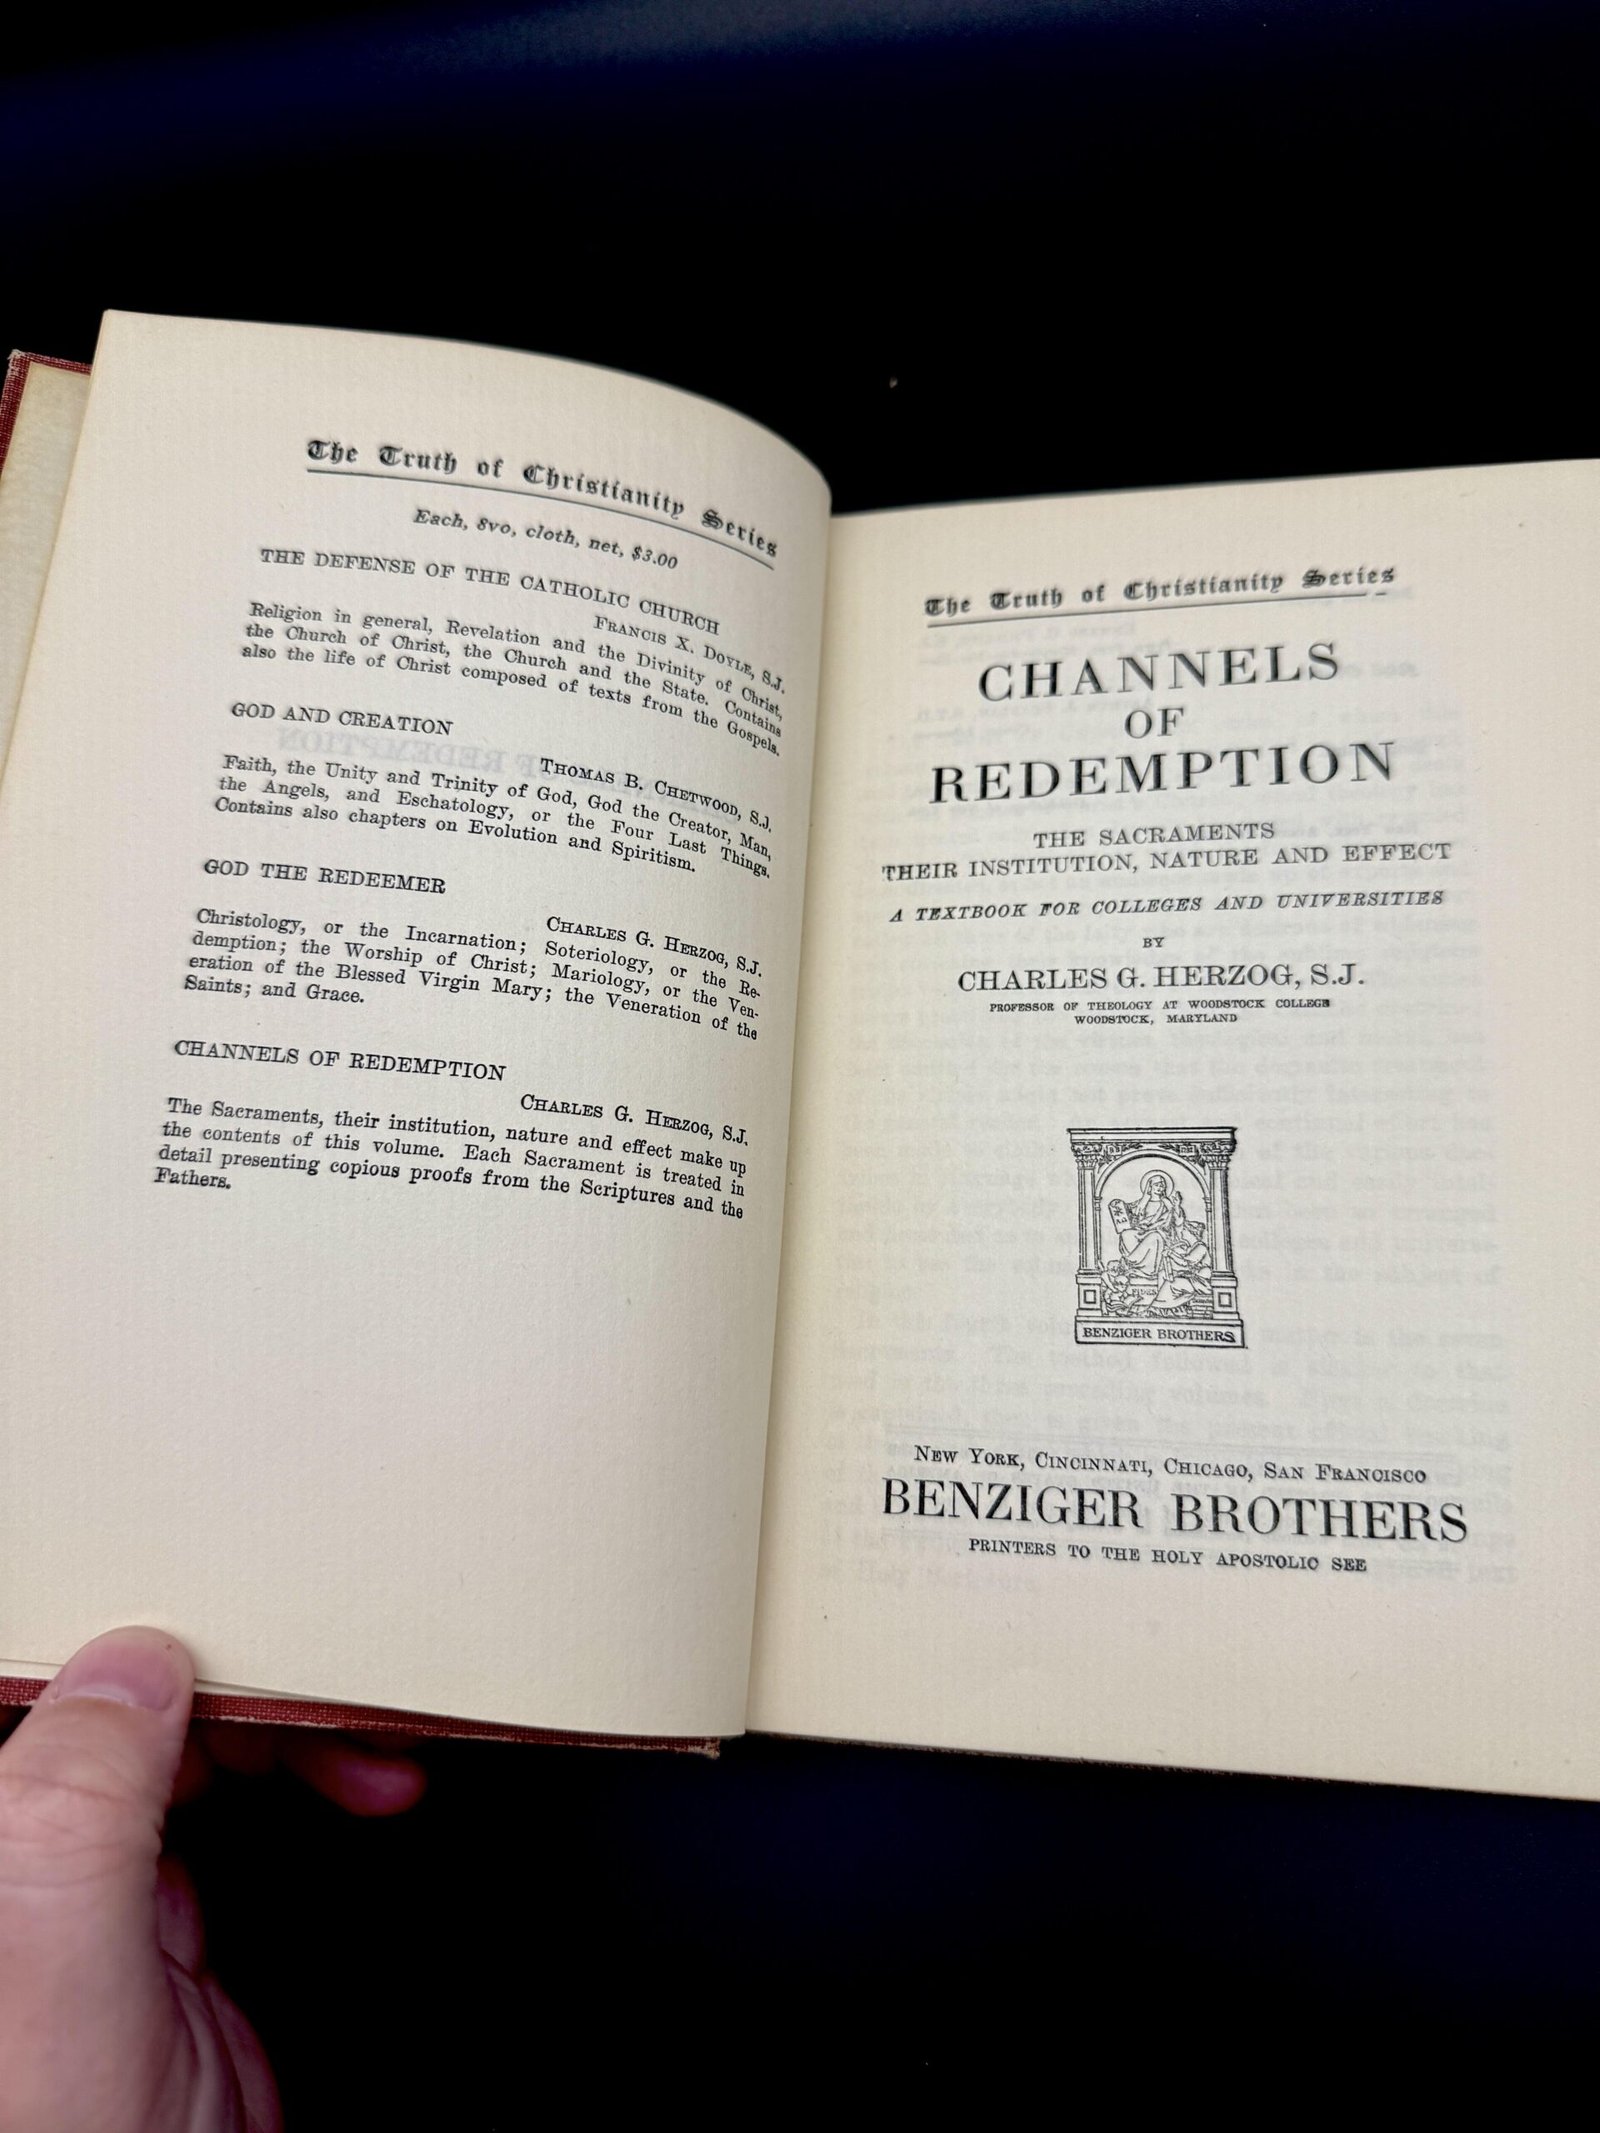 The Truth of Christianity Series
Each, 8vo, cloth, net, $3.00
THE DEFENSE OF THE CATHOLIC CHURCH
FRANCIS X. DOYLE, S.J.
Religion in general, Revelation and the Divinity of Christ,
the Church of Christ, the Church and the State. Contains
also the life of Christ composed of texts from the Gospels.
GOD AND CREATION
THOMAS B. CHETWOOD, S.J.
Faith, the Unity and Trinity of God, God the Creator, Man,
the Angels, and Eschatology, or the Four Last Things.
Contains also chapters on Evolution and Spiritism.
GOD THE REDEEMER
CHARLES G. HERZOG, S.J.
Christology, or the Incarnation; Soteriology, or the Re-
demption; the Worship of Christ; Mariology, or the Ven-
eration of the Blessed Virgin Mary; the Veneration of the
Saints; and Grace.
CHANNELS OF REDEMPTION
CHARLES G. HERZOG, S.J.
The Sacraments, their institution, nature and effect make up
the contents of this volume. Each Sacrament is treated in
detail presenting copious proofs from the Scriptures and the
Fathers.
The Truth of Christianity Series
CHANNELS
OF
REDEMPTION
THE SACRAMENTS
THEIR INSTITUTION, NATURE AND EFFECT
A TEXTBOOK FOR COLLEGES AND UNIVERSITIES
BY
CHARLES G. HERZOG, S.J.
PROFESSOR OF THEOLOGY AT WOODSTOCK COLLEGE
WOODSTOCK, MARYLAND
BENZIGER BROTHERS
NEW YORK, CINCINNATI, CHICAGO, SAN FRANCISCO
BENZIGER BROTHERS
PRINTERS TO THE HOLY APOSTOLIC SEE